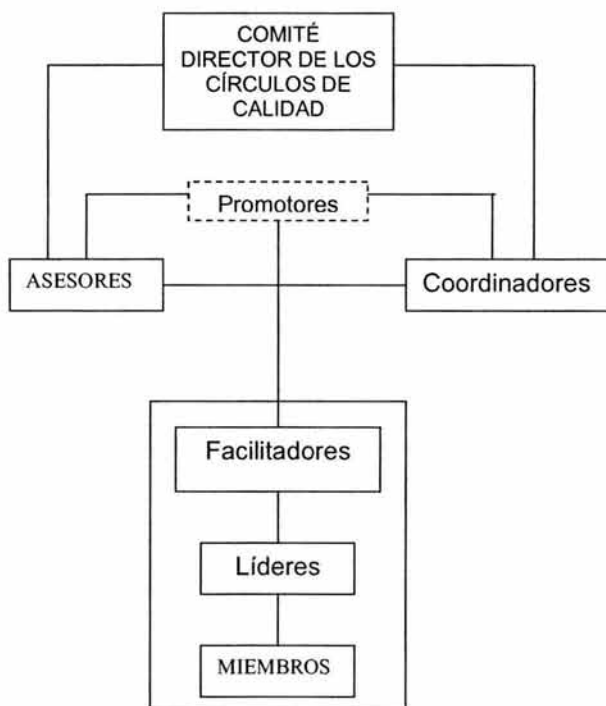 COMITÉ
DIRECTOR DE LOS
CÍRCULOS DE
CALIDAD
Promotores
ASESORES
Coordinadores
Facilitadores
Líderes
MIEMBROS